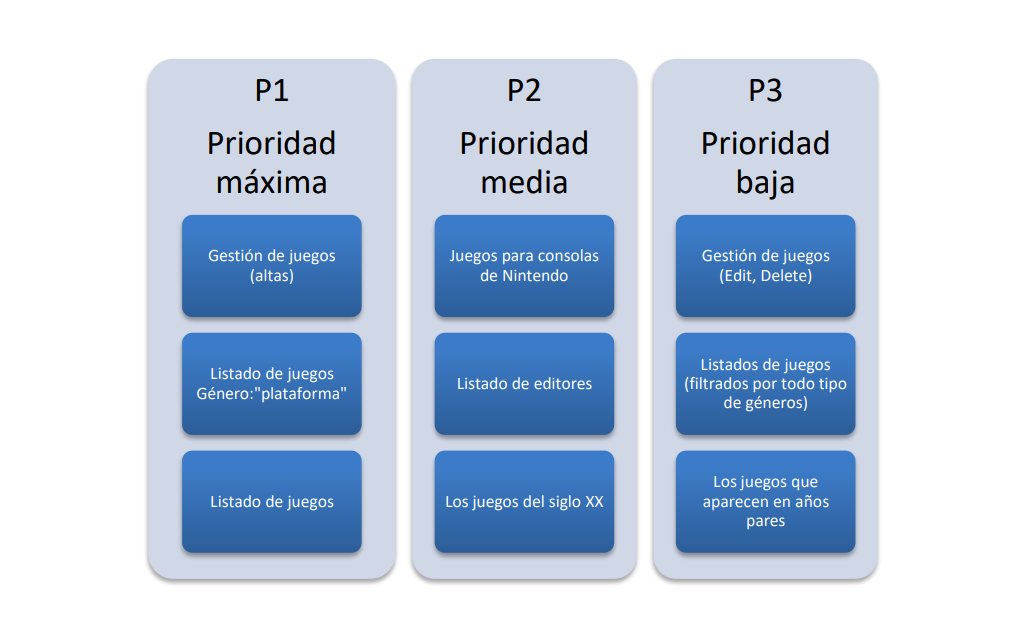 P1
Prioridad
máxima
Gestión de juegos
(altas)
Listado de juegos
Género:"plataforma"
Listado de juegos
P2
Prioridad
media
Juegos para consolas
de Nintendo
Listado de editores
Los juegos del siglo XX
P3
Prioridad
baja
Gestión de juegos
(Edit, Delete)
Listados de juegos
(filtrados por todo tipo
de géneros)
Los juegos que
aparecen en años
pares